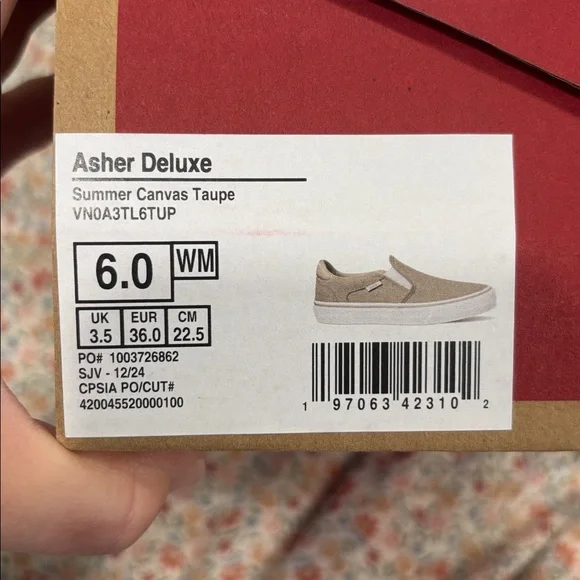 Asher Deluxe
Summer Canvas Taupe
VN0A3TL6TUP
6.0 WM
UK EUR CM
3.5 36.0 22.5
PO# 1003726862
SJV - 12/24
CPSIA PO/CUT#
420045520000100
1 97063 42310 2